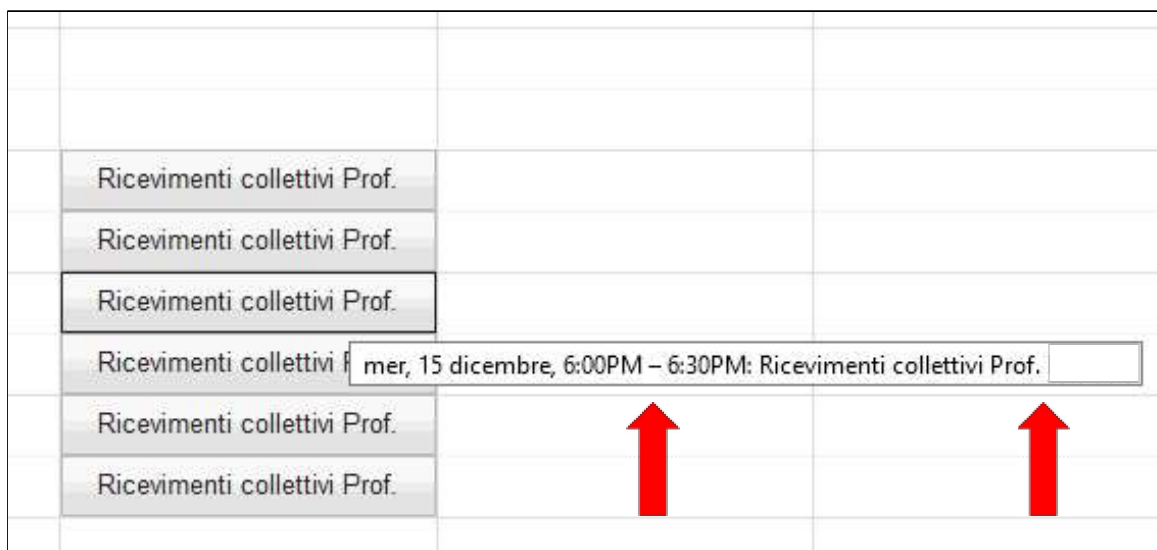 Ricevimenti collettivi Prof.
Ricevimenti collettivi Prof.
Ricevimenti collettivi Prof.
Ricevimenti collettivi
mer, 15 dicembre, 6:00PM – 6:30PM: Ricevimenti collettivi Prof.
Ricevimenti collettivi Prof.
Ricevimenti collettivi Prof.